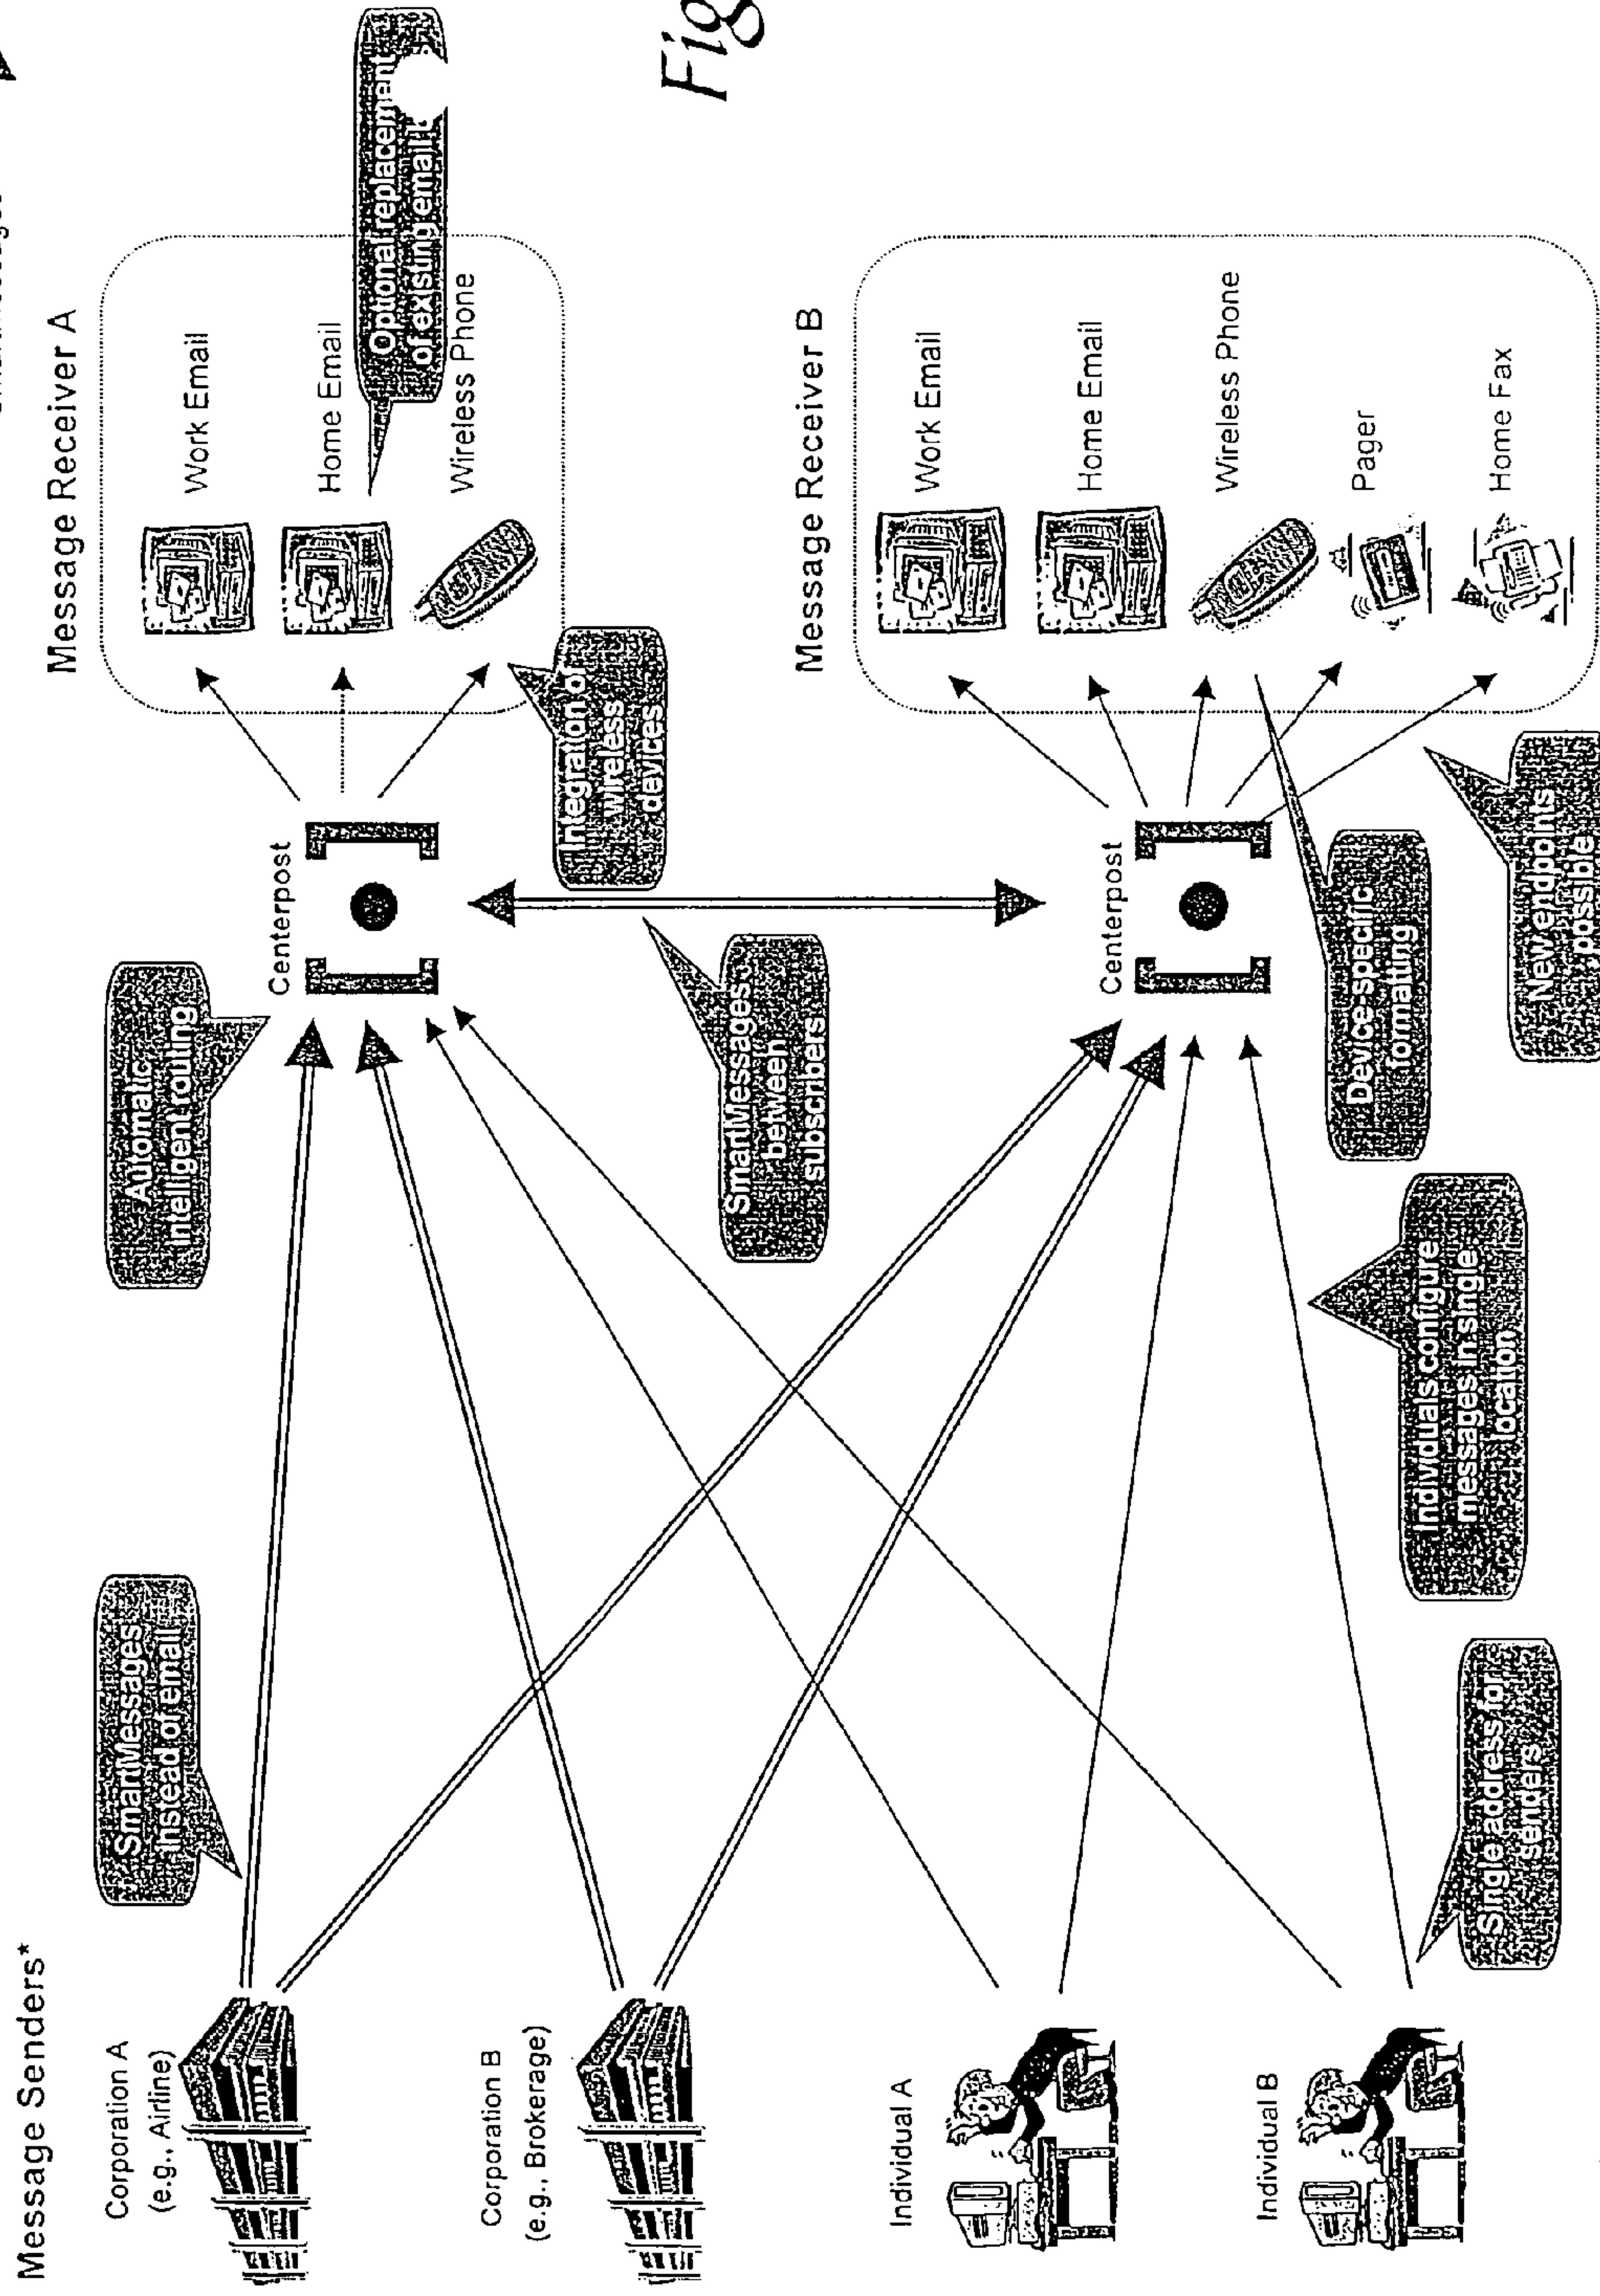 Message Senders*
Corporation A
(e.g., Airline)
Corporation B
(e.g., Brokerage)
Individual A
Individual B
SmartMessages
instead of email
Single address for
senders
Individuals configure
messages in single
location
Automatic
intelligent routing
SmartMessages
between
subscribers
Centerpost
Centerpost
Device-specific
formatting
New endpoints
possible
Integration of
wireless
devices
Message Receiver A
Work Email
Home Email
Wireless Phone
Optional replacement
of existing email
Message Receiver B
Work Email
Home Email
Wireless Phone
Pager
Home Fax
Fig